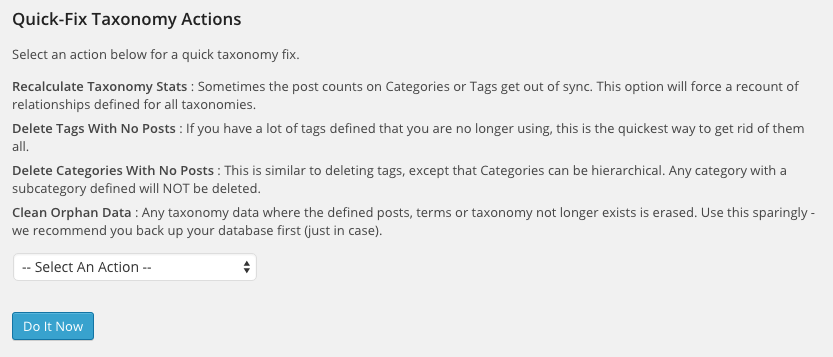 Quick-Fix Taxonomy Actions
Select an action below for a quick taxonomy fix.
Recalculate Taxonomy Stats : Sometimes the post counts on Categories or Tags get out of sync. This option will force a recount of
relationships defined for all taxonomies.
Delete Tags With No Posts : If you have a lot of tags defined that you are no longer using, this is the quickest way to get rid of them
all.
Delete Categories With No Posts : This is similar to deleting tags, except that Categories can be hierarchical. Any category with a
subcategory defined will NOT be deleted.
Clean Orphan Data : Any taxonomy data where the defined posts, terms or taxonomy not longer exists is erased. Use this sparingly -
we recommend you back up your database first (just in case).
-- Select An Action --
Do It Now